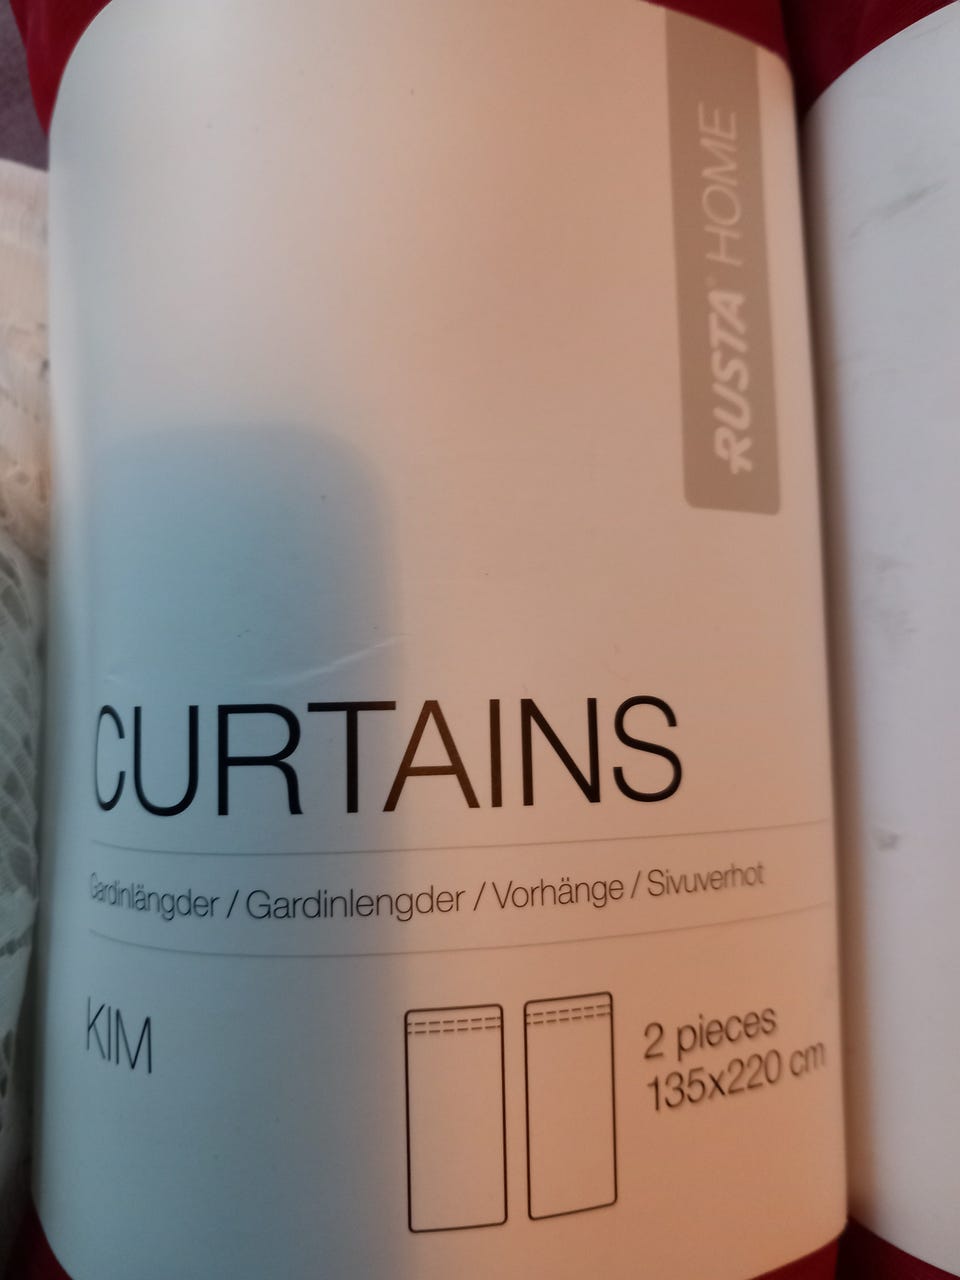 RUSTA HOME
CURTAINS
Gardinlängder / Gardinlengder / Vorhänge / Sivuverhot
KIM
2 pieces
135x220 cm